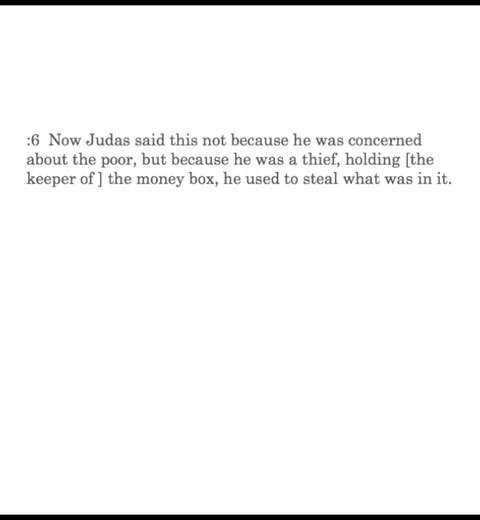 :6 Now Judas said this not because he was concerned
about the poor, but because he was a thief, holding [the
keeper of ] the money box, he used to steal what was in it.